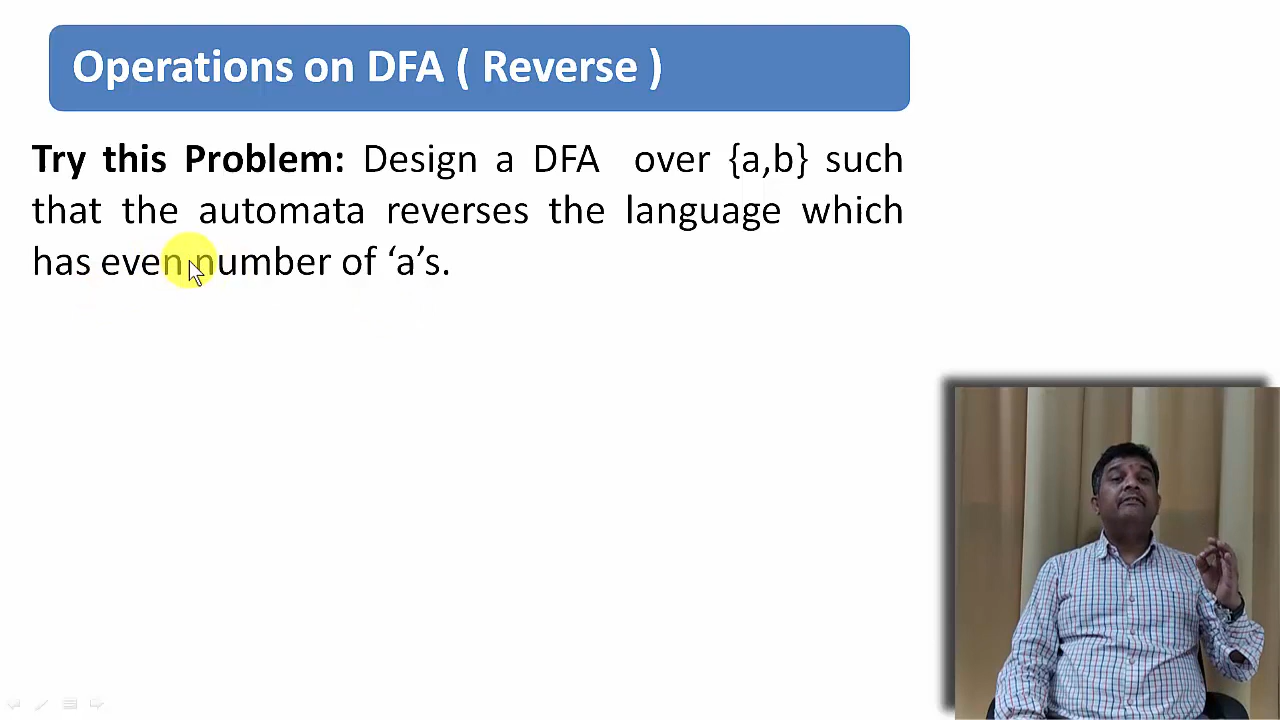 Operations on DFA ( Reverse )
Try this Problem: Design a DFA over {a,b} such
that the automata reverses the language which
has even number of ‘a’s.